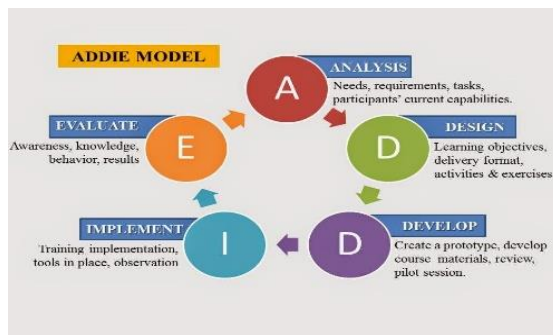 ADDIE MODEL
A
ANALYSIS
Needs, requirements, tasks,
participants' current capabilities.
D
DESIGN
Learning objectives,
delivery format,
activities & exercises
D
DEVELOP
Create a prototype, develop
course materials, review,
pilot session.
I
IMPLEMENT
Training implementation,
tools in place, observation
E
EVALUATE
Awareness, knowledge,
behavior, results